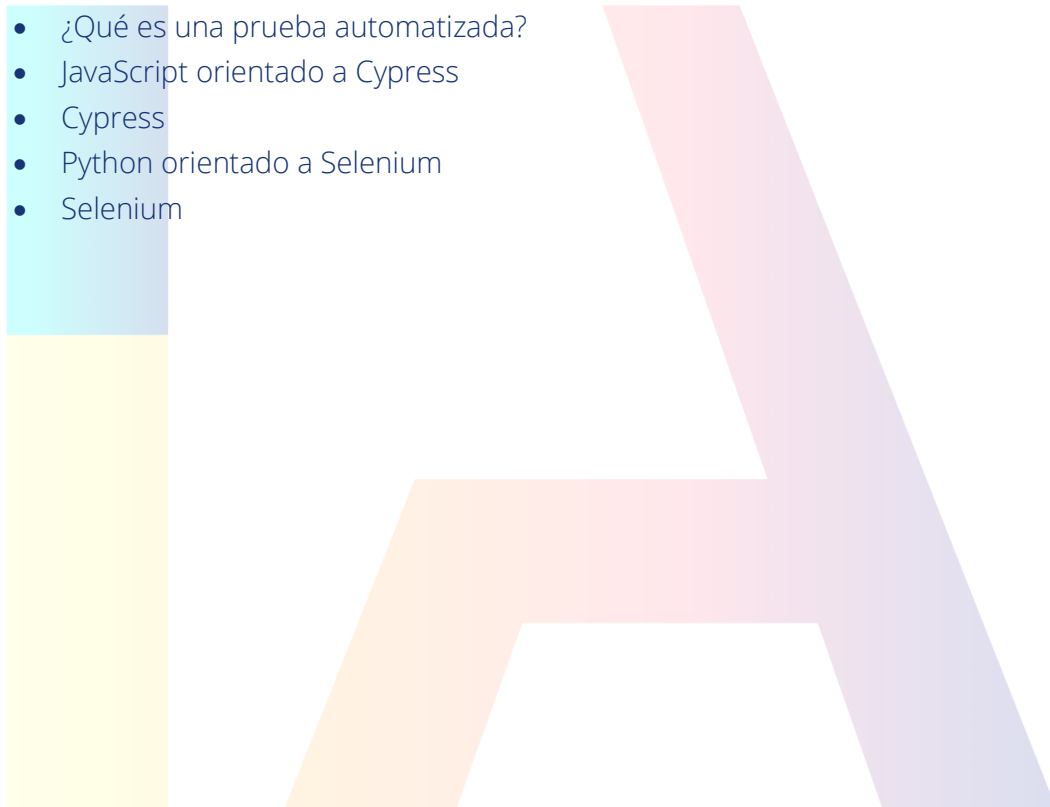 • ¿Qué es una prueba automatizada?
• JavaScript orientado a Cypress
• Cypress
• Python orientado a Selenium
• Selenium